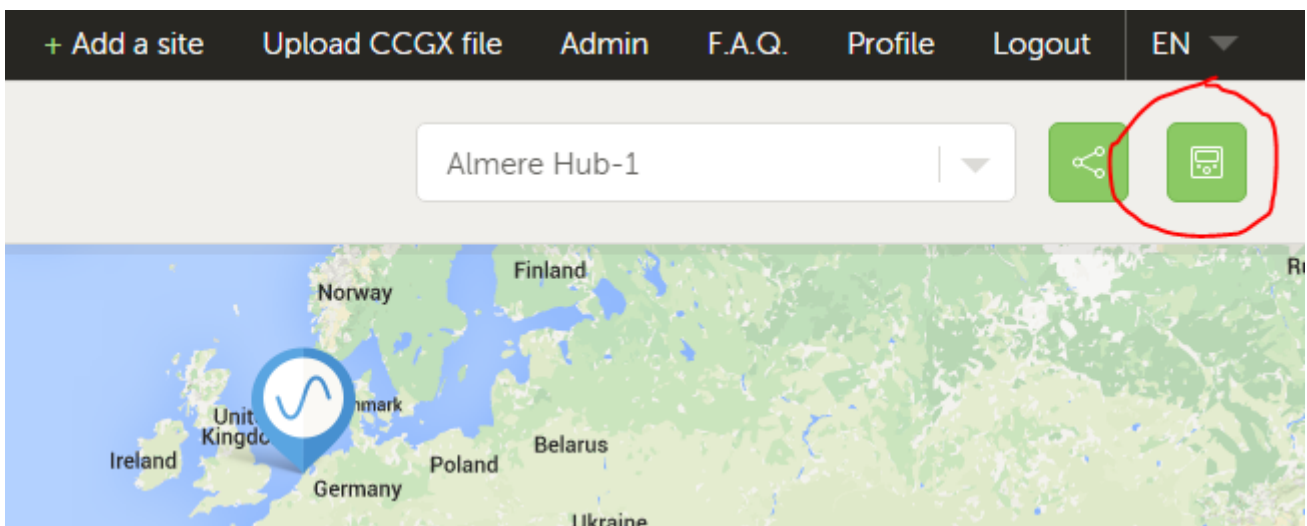 + Add a site Upload CCGX file Admin F.A.Q. Profile Logout EN
Almere Hub-1
Finland
Norway
Belarus
Ireland
Poland
Germany
Ukraine